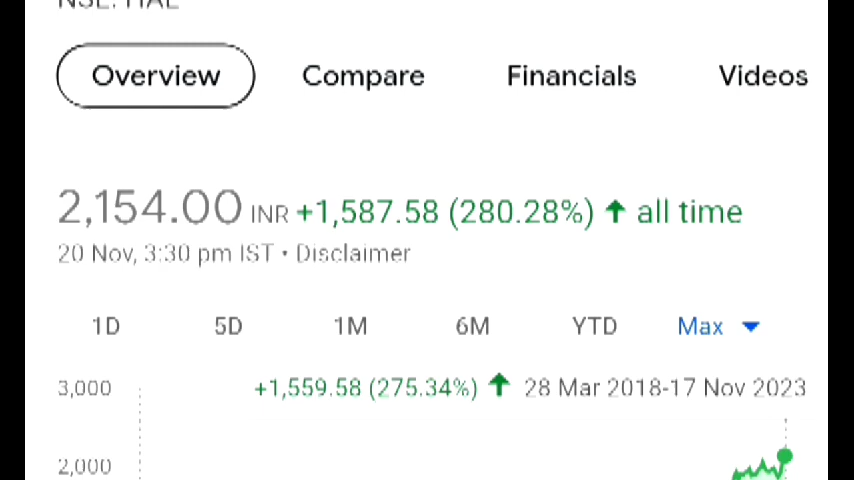 NSE: HAL
Overview Compare Financials Videos
2,154.00 INR +1,587.58 (280.28%) ↑ all time
20 Nov, 3:30 pm IST • Disclaimer
1D 5D 1M 6M YTD Max
3,000 +1,559.58 (275.34%) ↑ 28 Mar 2018-17 Nov 2023
2,000